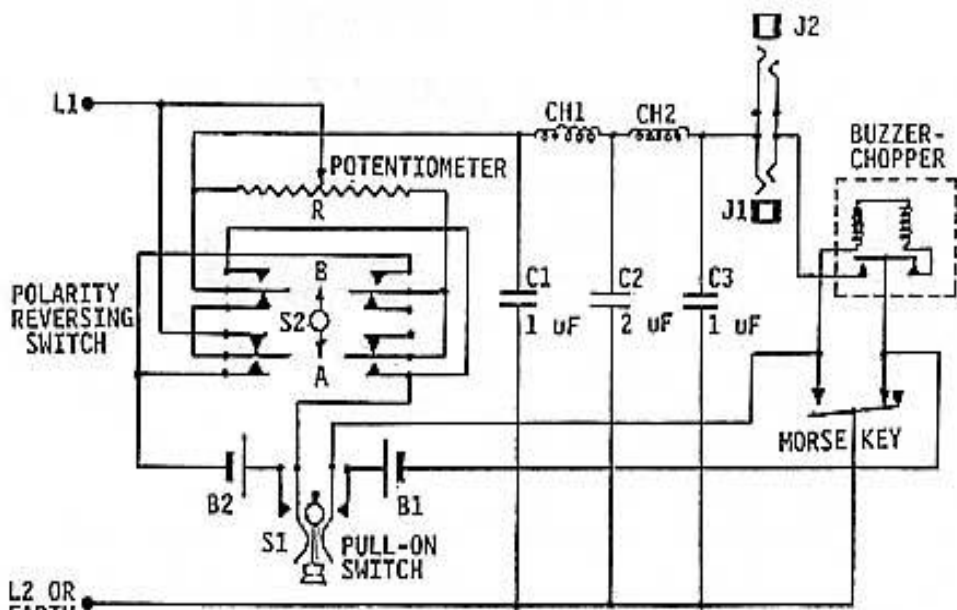 J2
L1
CH1
CH2
BUZZER-
CHOPPER
POTENTIOMETER
R
J1
B
C1
C2
C3
POLARITY
REVERSING
SWITCH
S2
1 UF
2 UF
1 UF
A
MORSE KEY
B2
B1
S1
PULL-ON
SWITCH
L2 OR
EARTH